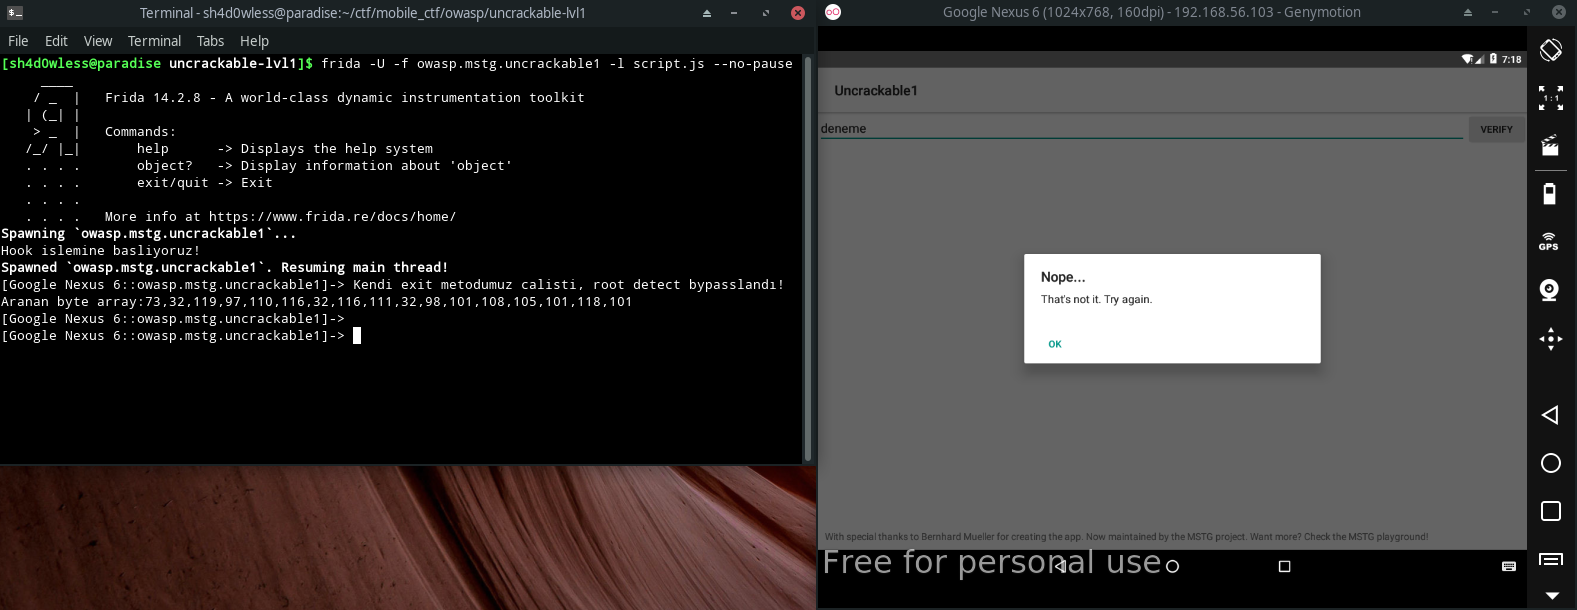 Terminal - sh4d0wless@paradise:~/ctf/mobile_ctf/owasp/uncrackable-lvl1
File Edit View Terminal Tabs Help
[sh4d0wless@paradise uncrackable-lvl1]$ frida -U -f owasp.mstg.uncrackable1 -l script.js --no-pause
     ____
    / _  |   Frida 14.2.8 - A world-class dynamic instrumentation toolkit
   | (_| |
    > _  |   Commands:
   /_/ |_|       help      -> Displays the help system
   . . . .       object?   -> Display information about 'object'
   . . . .       exit/quit -> Exit
   . . . .
   . . . .   More info at https://www.frida.re/docs/home/
Spawning `owasp.mstg.uncrackable1`...
Hook islemine basliyoruz!
Spawned `owasp.mstg.uncrackable1`. Resuming main thread!
[Google Nexus 6::owasp.mstg.uncrackable1]-> Kendi exit metodumuz calisti, root detect bypasslandı!
Aranan byte array:73,32,119,97,110,116,32,116,111,32,98,101,108,105,101,118,101
[Google Nexus 6::owasp.mstg.uncrackable1]->
[Google Nexus 6::owasp.mstg.uncrackable1]->
Google Nexus 6 (1024x768, 160dpi) - 192.168.56.103 - Genymotion
7:18
Uncrackable1
deneme
VERIFY
Nope...
That's not it. Try again.
OK
With special thanks to Bernhard Mueller for creating the app. Now maintained by the MSTG project. Want more? Check the MSTG playground!
Free for personal use
1:1
GPS